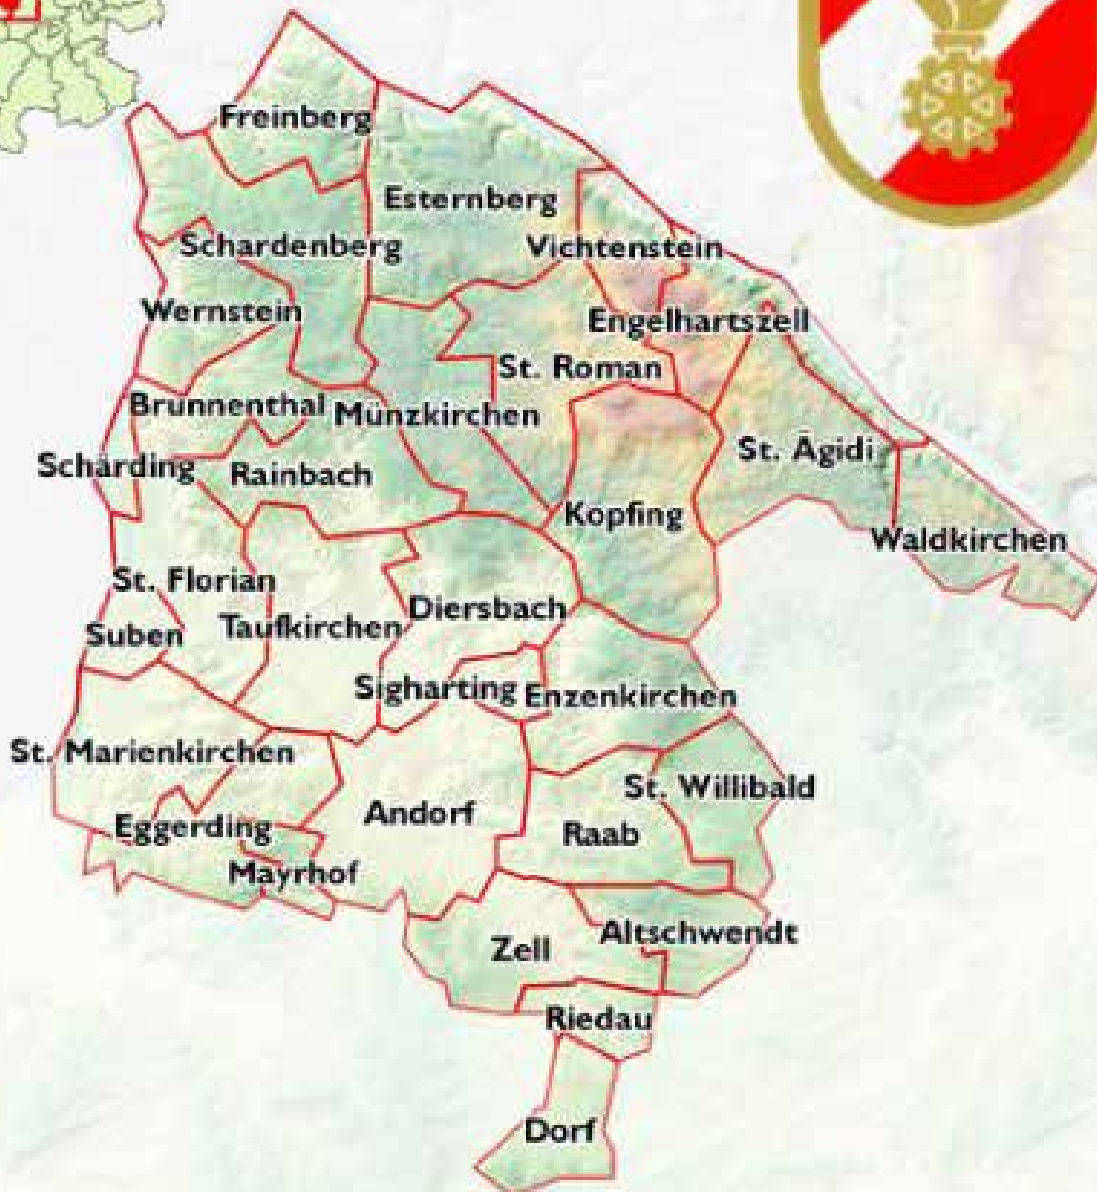 Freinberg
Esternberg
Schardenberg
Vichtenstein
Wernstein
Engelhartszell
St. Roman
Brunnenthal
Münzkirchen
St. Ägidi
Schärding
Rainbach
Kopfing
Waldkirchen
St. Florian
Diersbach
Suben
Taufkirchen
Sigharting
Enzenkirchen
St. Marienkirchen
St. Willibald
Andorf
Eggerding
Raab
Mayrhof
Altschwendt
Zell
Riedau
Dorf